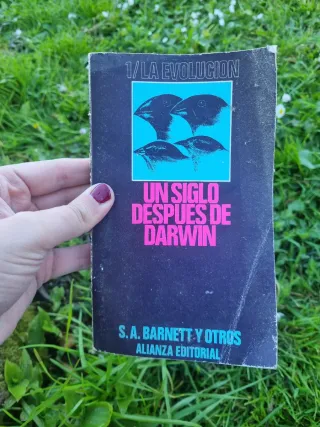 1/LA EVOLUCION
UN SIGLO
DESPUES DE
DARWIN
S. A. BARNETT Y OTROS
ALIANZA EDITORIAL